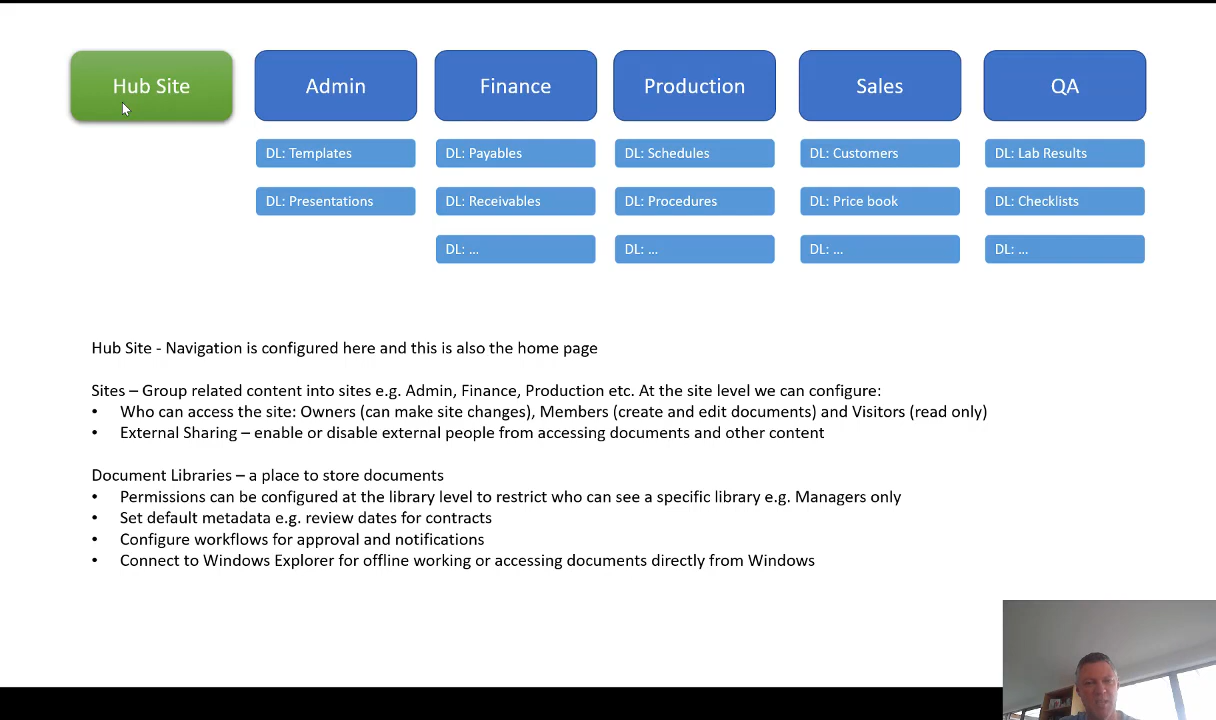 Hub Site
Admin
Finance
Production
Sales
QA
DL: Templates
DL: Payables
DL: Schedules
DL: Customers
DL: Lab Results
DL: Presentations
DL: Receivables
DL: Procedures
DL: Price book
DL: Checklists
DL: ...
DL: ...
DL: ...
DL: ...
Hub Site - Navigation is configured here and this is also the home page
Sites – Group related content into sites e.g. Admin, Finance, Production etc. At the site level we can configure:
• Who can access the site: Owners (can make site changes), Members (create and edit documents) and Visitors (read only)
• External Sharing – enable or disable external people from accessing documents and other content
Document Libraries – a place to store documents
• Permissions can be configured at the library level to restrict who can see a specific library e.g. Managers only
• Set default metadata e.g. review dates for contracts
• Configure workflows for approval and notifications
• Connect to Windows Explorer for offline working or accessing documents directly from Windows